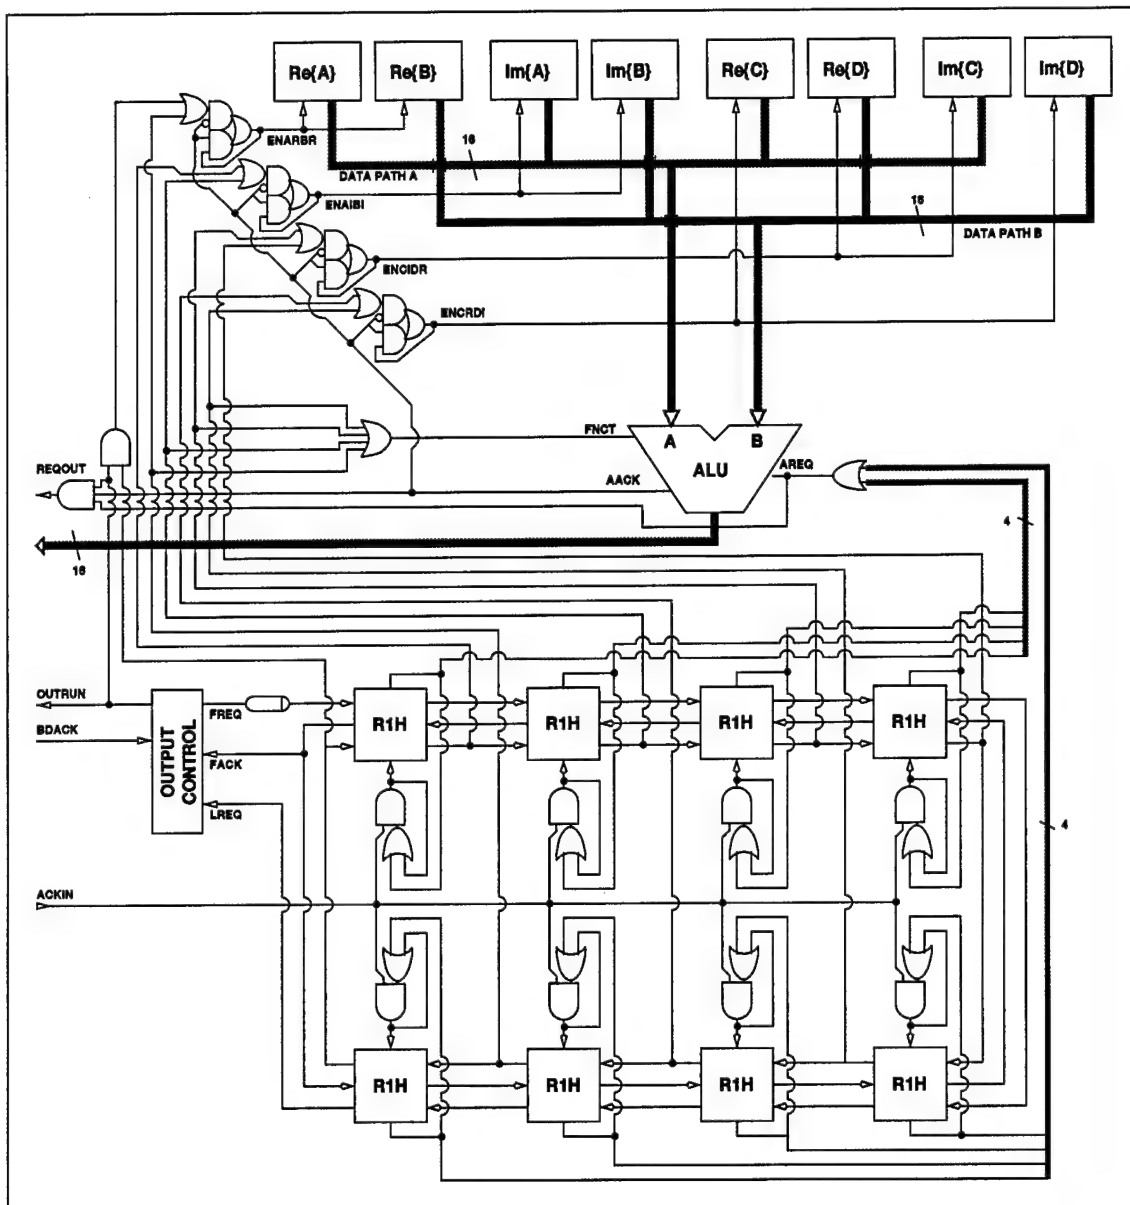 Re{A}
Re{B}
Im{A}
Im{B}
Re{C}
Re{D}
Im{C}
Im{D}
ENARBR
16
DATA PATH A
ENAIBI
16
DATA PATH B
ENCIDR
ENCRDI
FNCT
A
B
ALU
AREQ
REQOUT
AACK
4
16
OUTRUN
FREQ
R1H
R1H
R1H
R1H
BDACK
OUTPUT CONTROL
FACK
LREQ
4
ACKIN
R1H
R1H
R1H
R1H